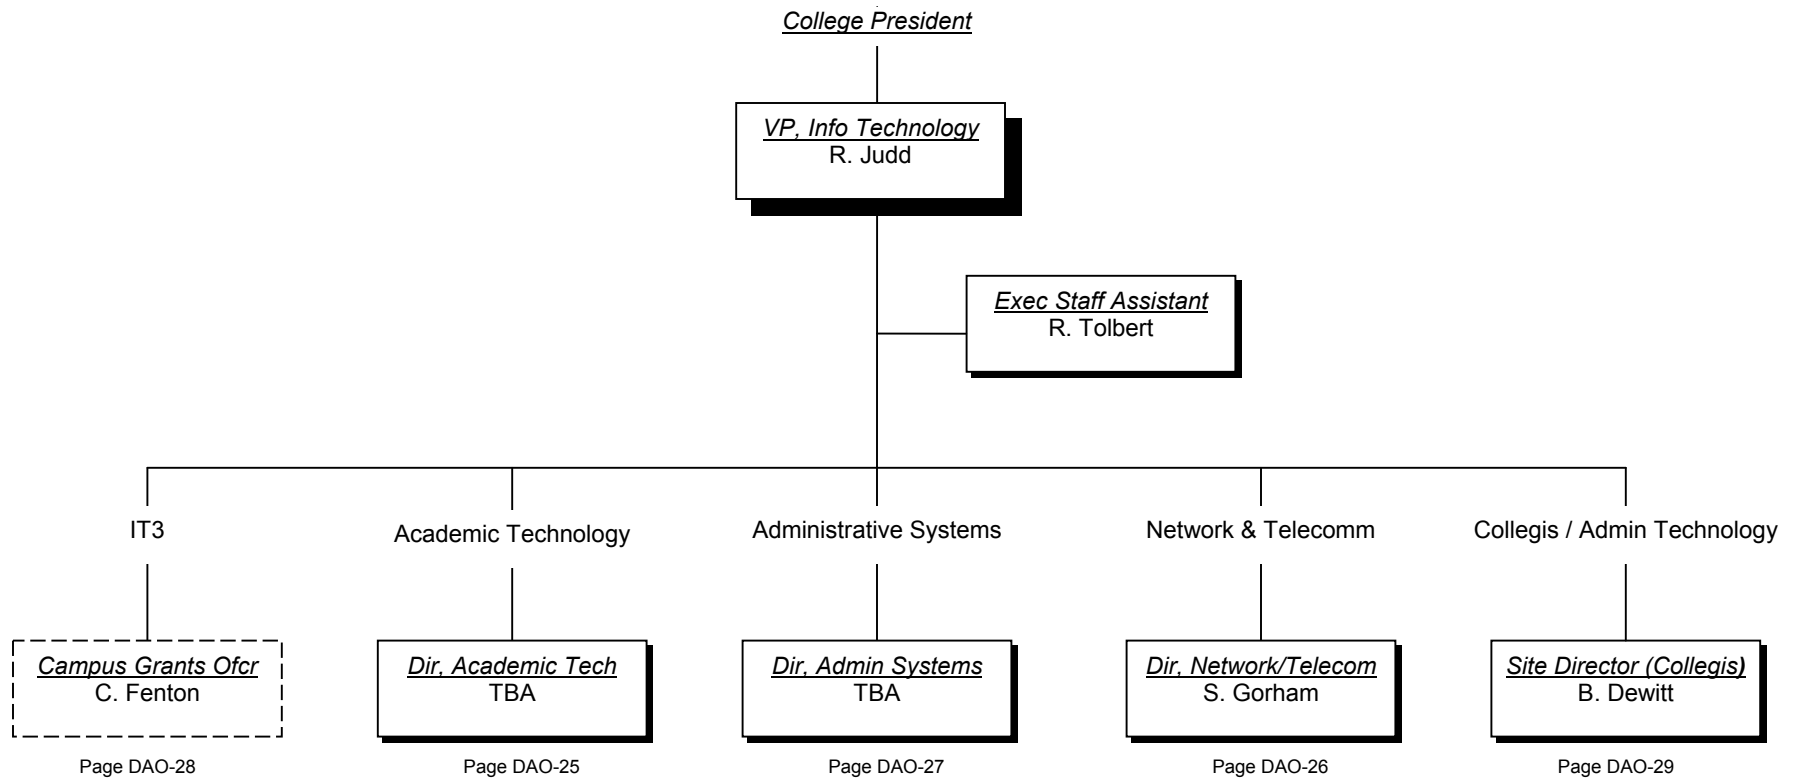 College President
VP, Info Technology
R. Judd
Exec Staff Assistant
R. Tolbert
IT3
Academic Technology
Administrative Systems
Network & Telecomm
Collegis / Admin Technology
Campus Grants Ofcr
C. Fenton
Dir, Academic Tech
TBA
Dir, Admin Systems
TBA
Dir, Network/Telecom
S. Gorham
Site Director (Collegis)
B. Dewitt
Page DAO-28
Page DAO-25
Page DAO-27
Page DAO-26
Page DAO-29